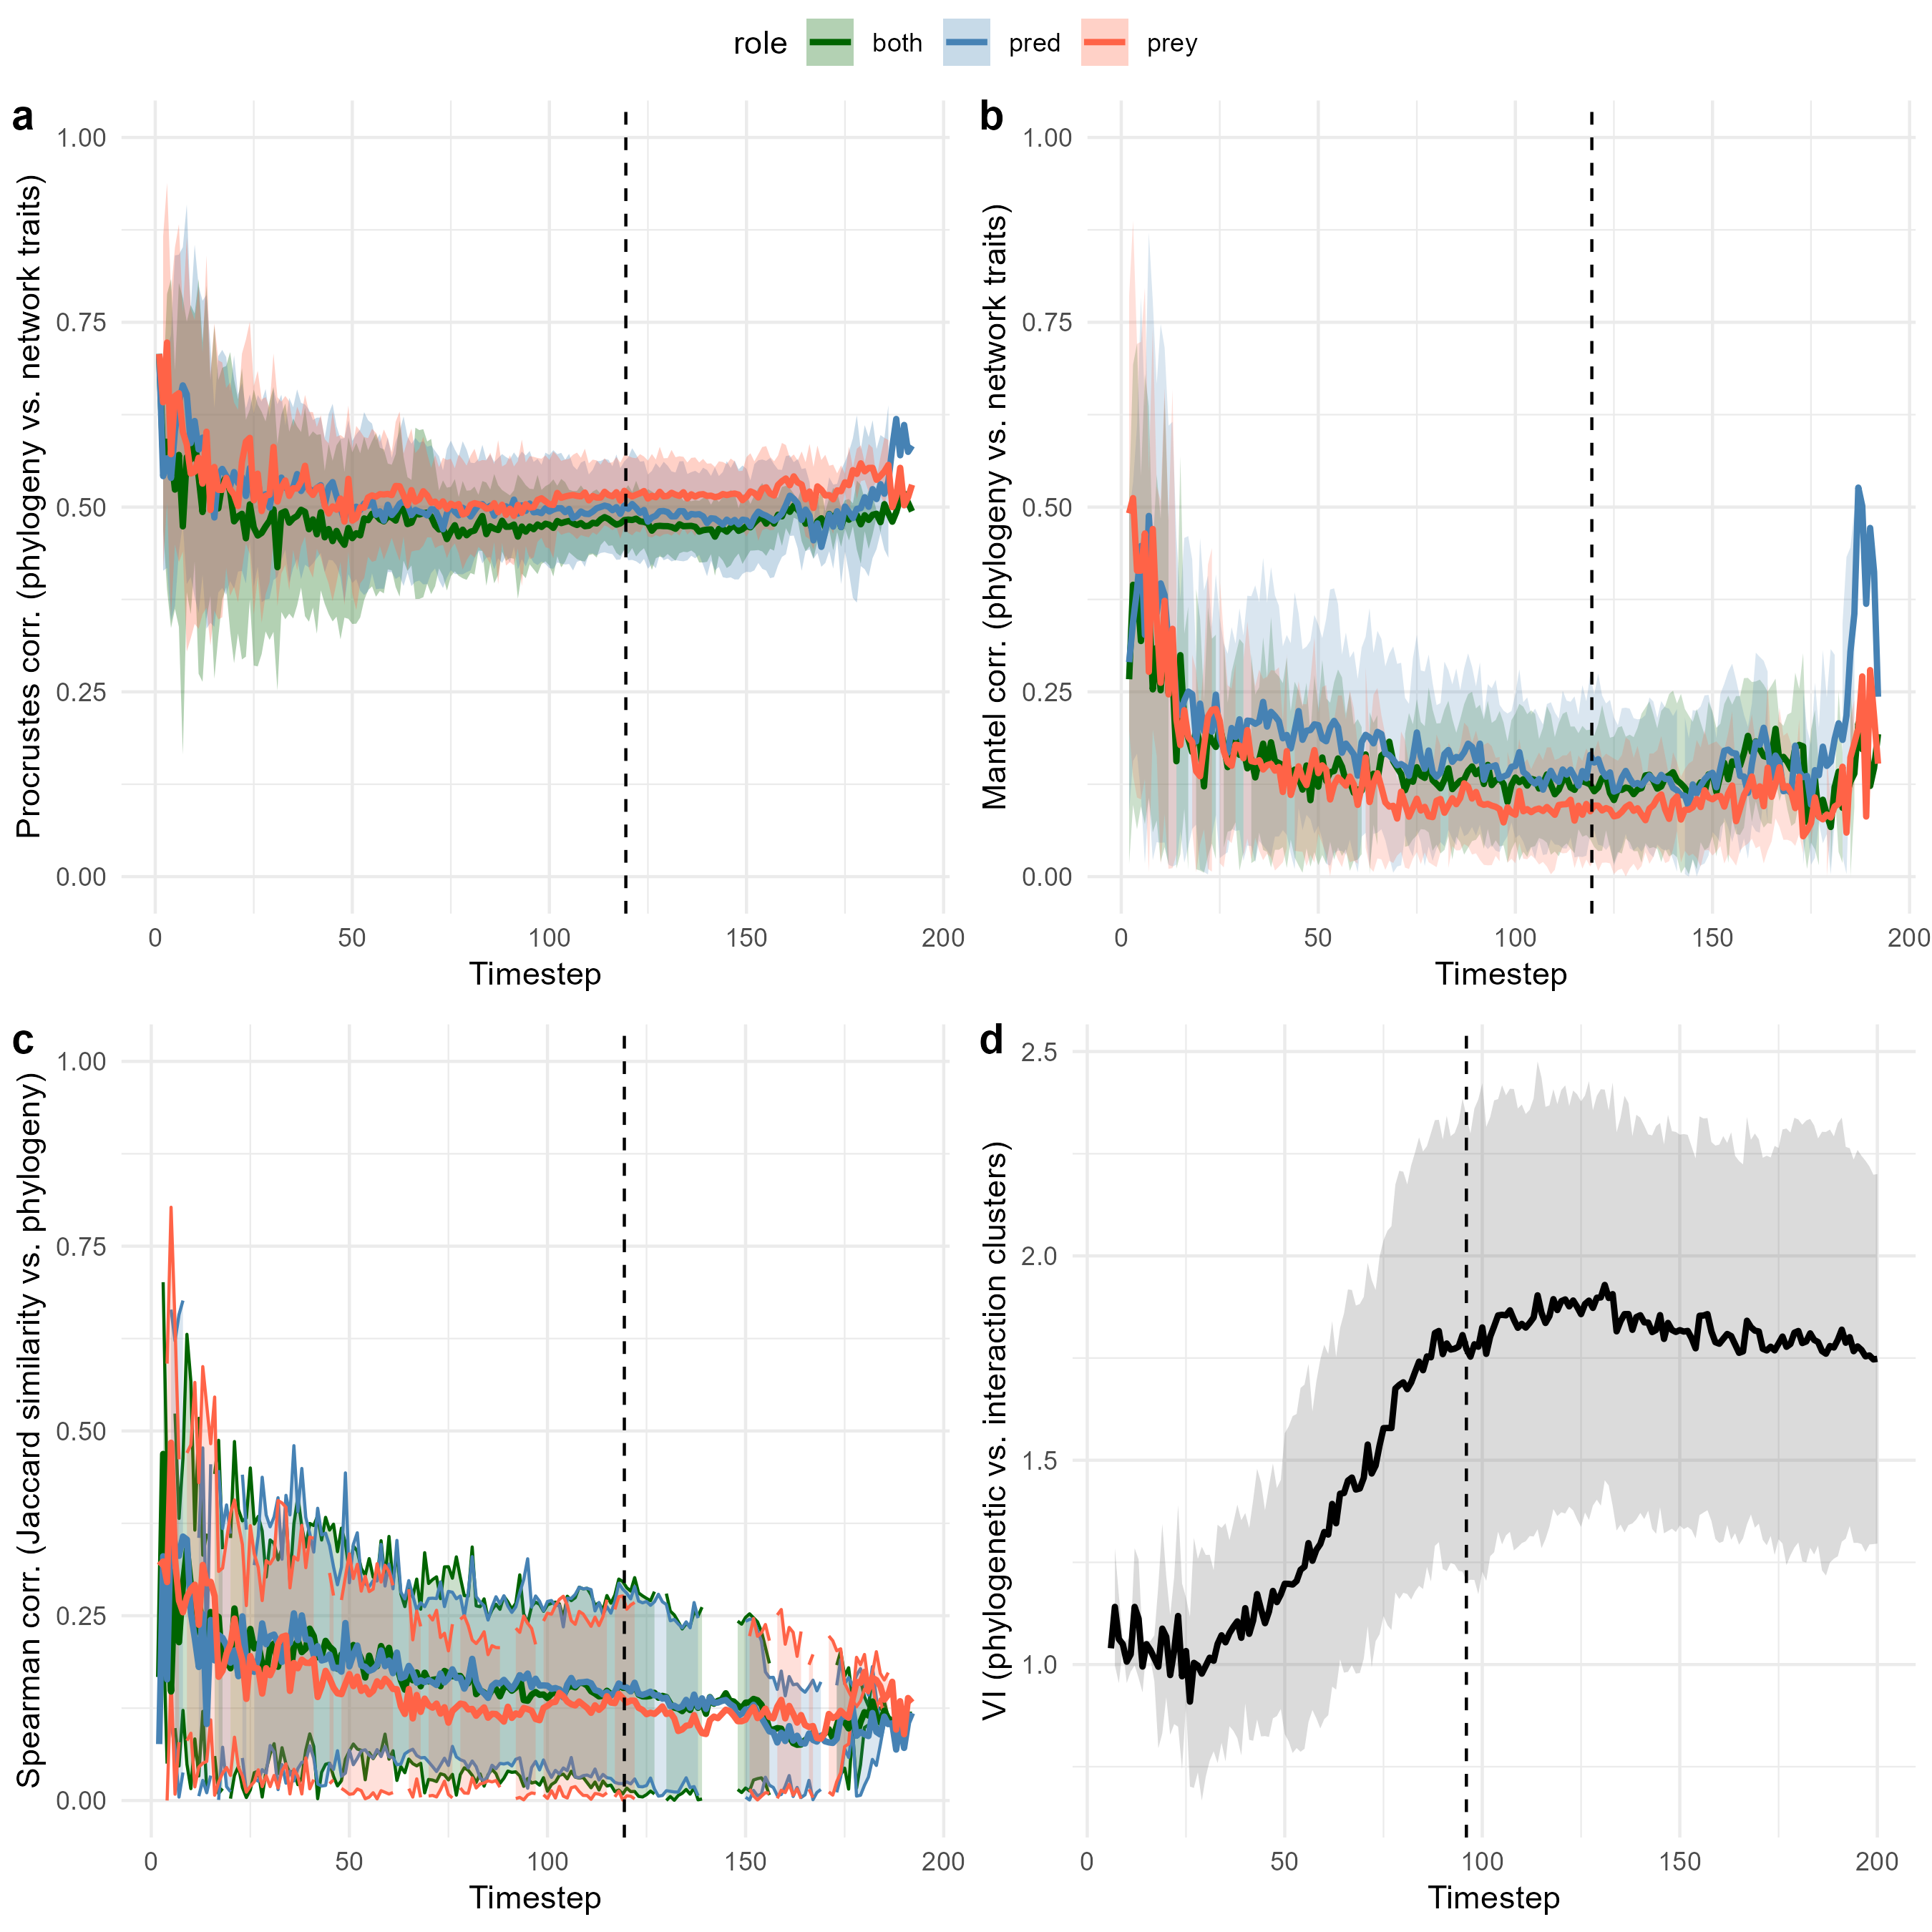 role both pred prey
a
Procrustes corr. (phylogeny vs. network traits)
1.00
0.75
0.50
0.25
0.00
0 50 100 150 200
Timestep
b
Mantel corr. (phylogeny vs. network traits)
1.00
0.75
0.50
0.25
0.00
0 50 100 150 200
Timestep
c
Spearman corr. (Jaccard similarity vs. phylogeny)
1.00
0.75
0.50
0.25
0.00
0 50 100 150 200
Timestep
d
VI (phylogenetic vs. interaction clusters)
2.5
2.0
1.5
1.0
0 50 100 150 200
Timestep